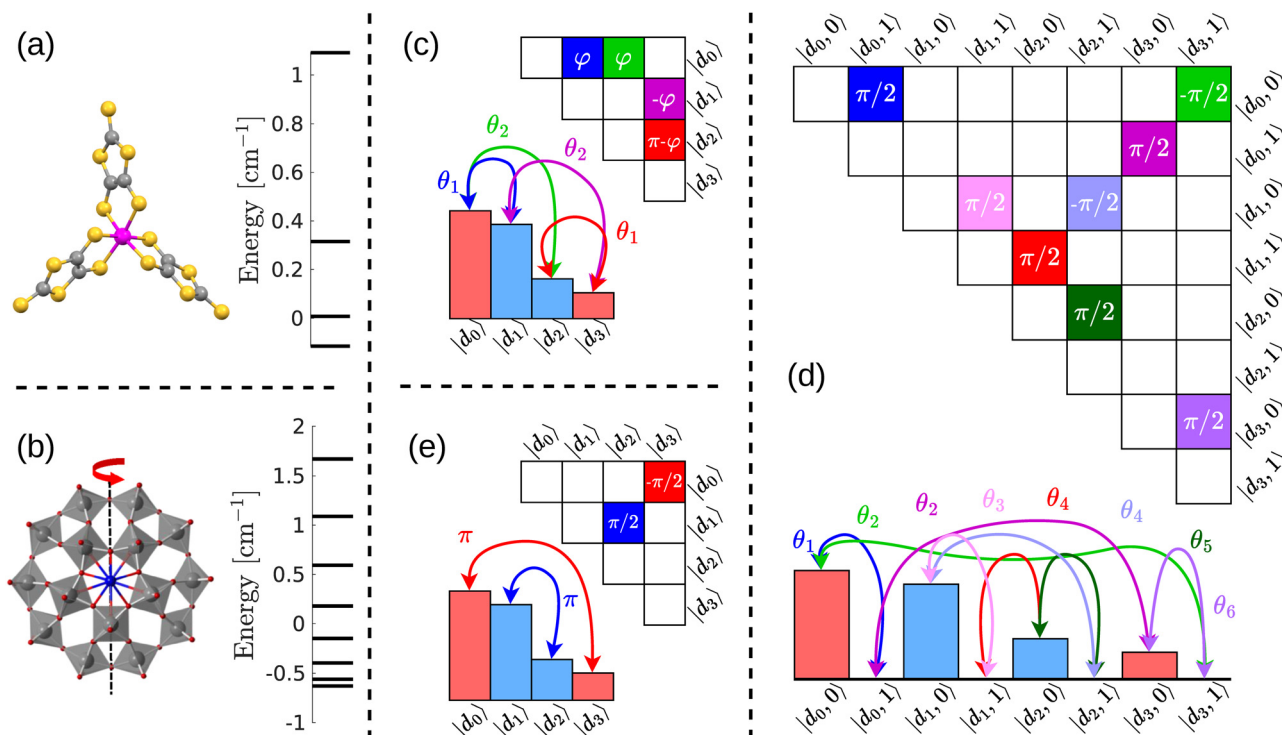 (a)
Energy [cm⁻¹]
1
0.8
0.6
0.4
0.2
0
(b)
Energy [cm⁻¹]
2
1.5
1
0.5
0
-0.5
-1
(c)
φ φ |d₀⟩
-φ |d₁⟩
π-φ |d₂⟩
|d₃⟩
θ₂
θ₂
θ₁
θ₁
|d₀⟩ |d₁⟩ |d₂⟩ |d₃⟩
(e)
|d₀⟩ |d₁⟩ |d₂⟩ |d₃⟩
-π/2 |d₀⟩
π/2 |d₁⟩
|d₂⟩
|d₃⟩
π
π
|d₀⟩ |d₁⟩ |d₂⟩ |d₃⟩
(d)
|d₀, 0⟩ |d₀, 1⟩ |d₁, 0⟩ |d₁, 1⟩ |d₂, 0⟩ |d₂, 1⟩ |d₃, 0⟩ |d₃, 1⟩
π/2 -π/2 |d₀, 0⟩
π/2 |d₀, 1⟩
π/2 -π/2 |d₁, 0⟩
π/2 |d₁, 1⟩
π/2 |d₂, 0⟩
|d₂, 1⟩
π/2 |d₃, 0⟩
|d₃, 1⟩
θ₁ θ₂ θ₂ θ₃ θ₄ θ₄ θ₅ θ₆
|d₀, 0⟩ |d₀, 1⟩ |d₁, 0⟩ |d₁, 1⟩ |d₂, 0⟩ |d₂, 1⟩ |d₃, 0⟩ |d₃, 1⟩